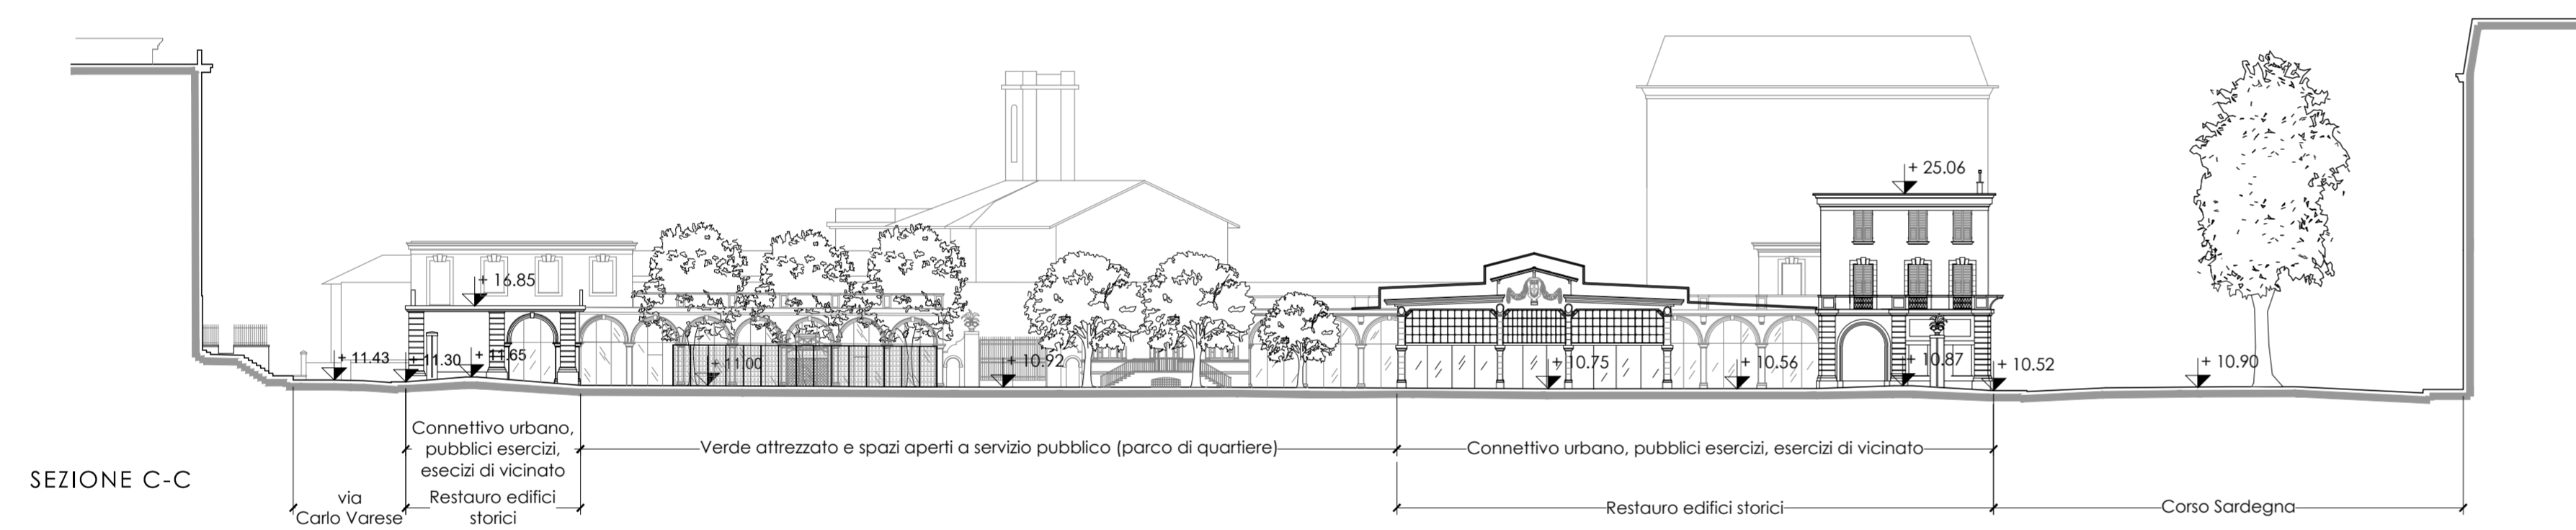 + 25.06
+ 16.85
+ 11.43
+ 11.30
+ 11.65
+ 11.00
+ 10.92
+ 10.75
+ 10.56
+ 10.87
+ 10.52
+ 10.90
Connettivo urbano,
pubblici esercizi,
esecizi di vicinato
Verde attrezzato e spazi aperti a servizio pubblico (parco di quartiere)
Connettivo urbano, pubblici esercizi, esercizi di vicinato
SEZIONE C-C
via
Carlo Varese
Restauro edifici
storici
Restauro edifici storici
Corso Sardegna